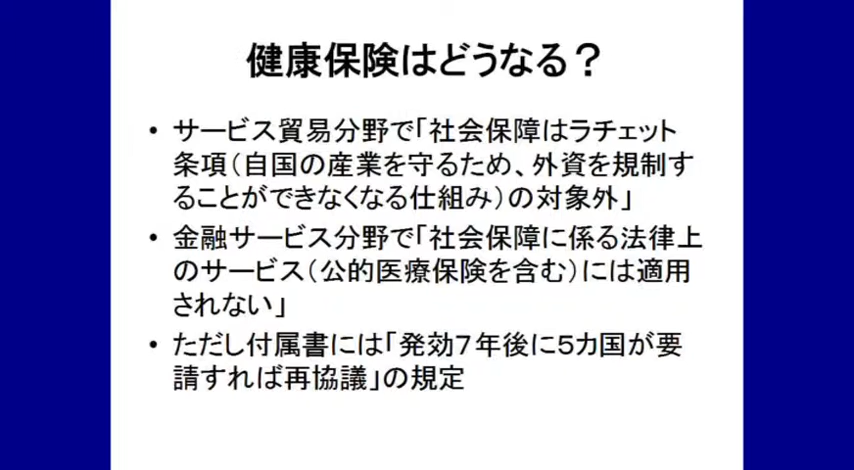 健康保険はどうなる？
• サービス貿易分野で「社会保障はラチェット
条項（自国の産業を守るため、外資を規制す
ることができなくなる仕組み）の対象外」
• 金融サービス分野で「社会保障に係る法律上
のサービス（公的医療保険を含む）には適用
されない」
• ただし付属書には「発効７年後に５カ国が要
請すれば再協議」の規定